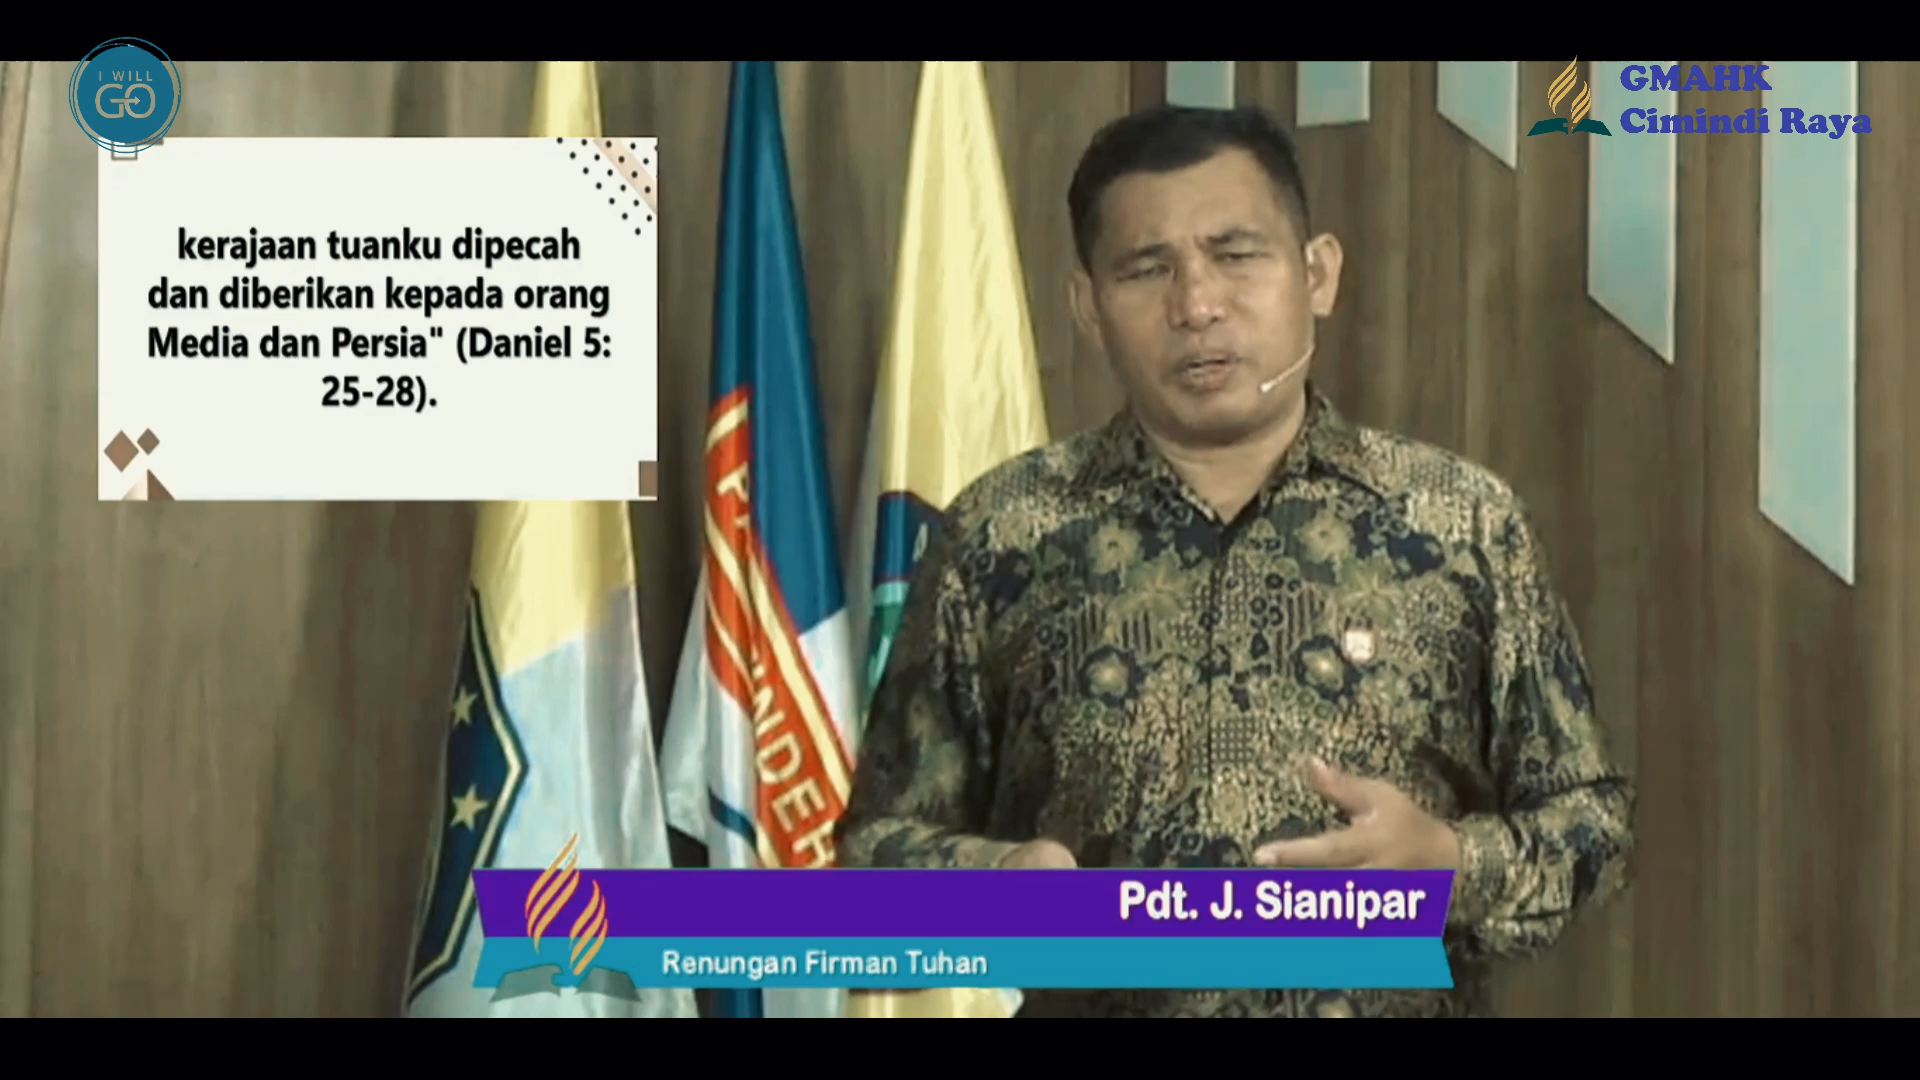 I WILL
GO
GMAHK
Cimindi Raya
kerajaan tuanku dipecah
dan diberikan kepada orang
Media dan Persia" (Daniel 5:
25-28).
Pdt. J. Sianipar
Renungan Firman Tuhan